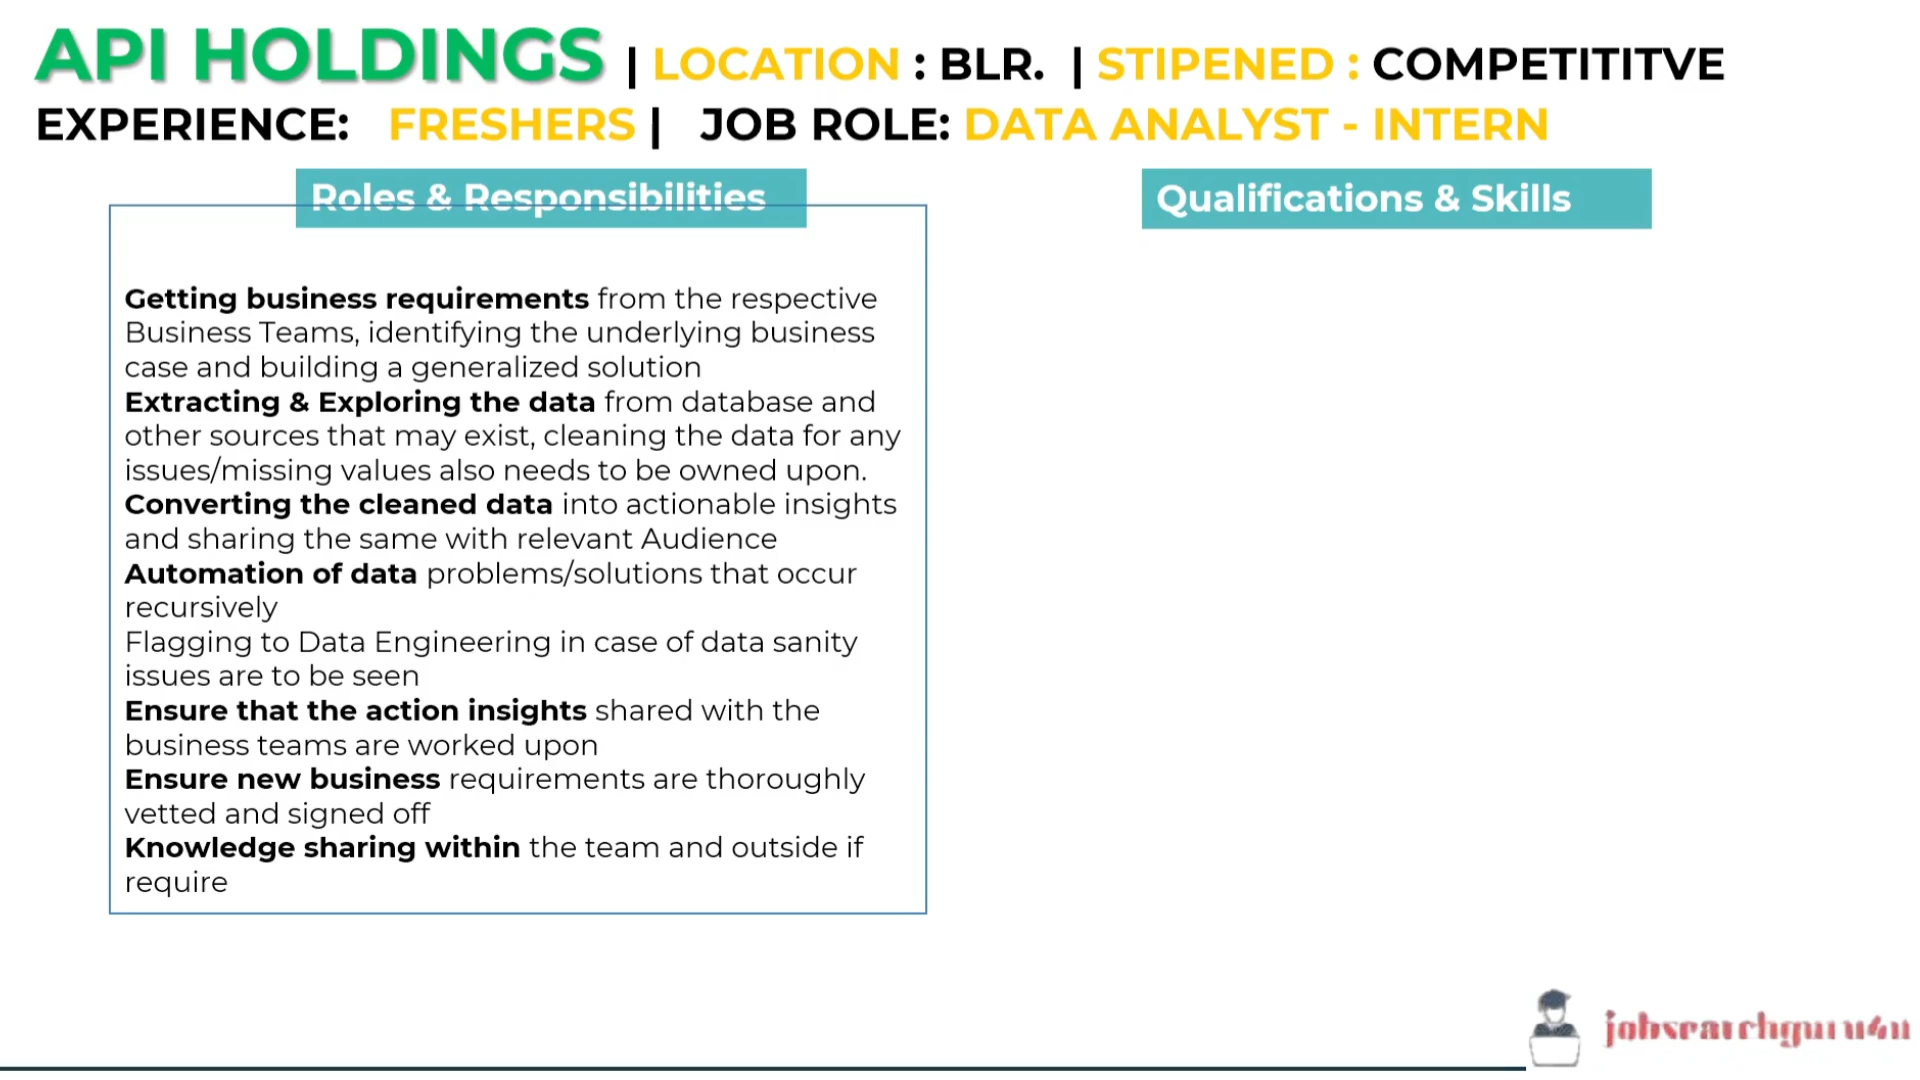 API HOLDINGS | LOCATION : BLR. | STIPENED : COMPETITITVE
EXPERIENCE: FRESHERS | JOB ROLE: DATA ANALYST - INTERN
Roles & Responsibilities
Getting business requirements from the respective
Business Teams, identifying the underlying business
case and building a generalized solution
Extracting & Exploring the data from database and
other sources that may exist, cleaning the data for any
issues/missing values also needs to be owned upon.
Converting the cleaned data into actionable insights
and sharing the same with relevant Audience
Automation of data problems/solutions that occur
recursively
Flagging to Data Engineering in case of data sanity
issues are to be seen
Ensure that the action insights shared with the
business teams are worked upon
Ensure new business requirements are thoroughly
vetted and signed off
Knowledge sharing within the team and outside if
require
Qualifications & Skills
jobsearchguru4u